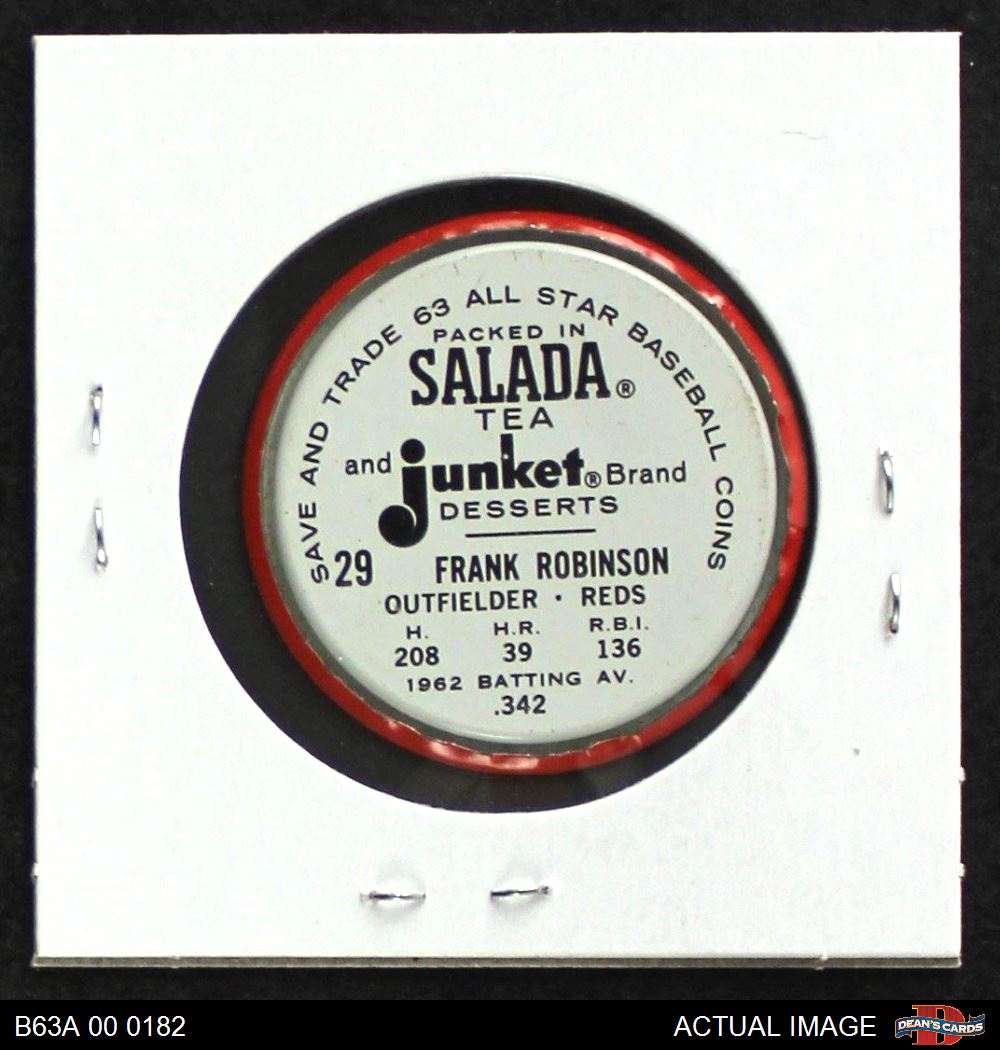 SAVE AND TRADE 63 ALL STAR BASEBALL COINS
PACKED IN
SALADA®
TEA
and junket® Brand
DESSERTS
29 FRANK ROBINSON
OUTFIELDER · REDS
H. H.R. R.B.I.
208 39 136
1962 BATTING AV.
.342
B63A 00 0182 ACTUAL IMAGE
D
DEAN'S CARDS